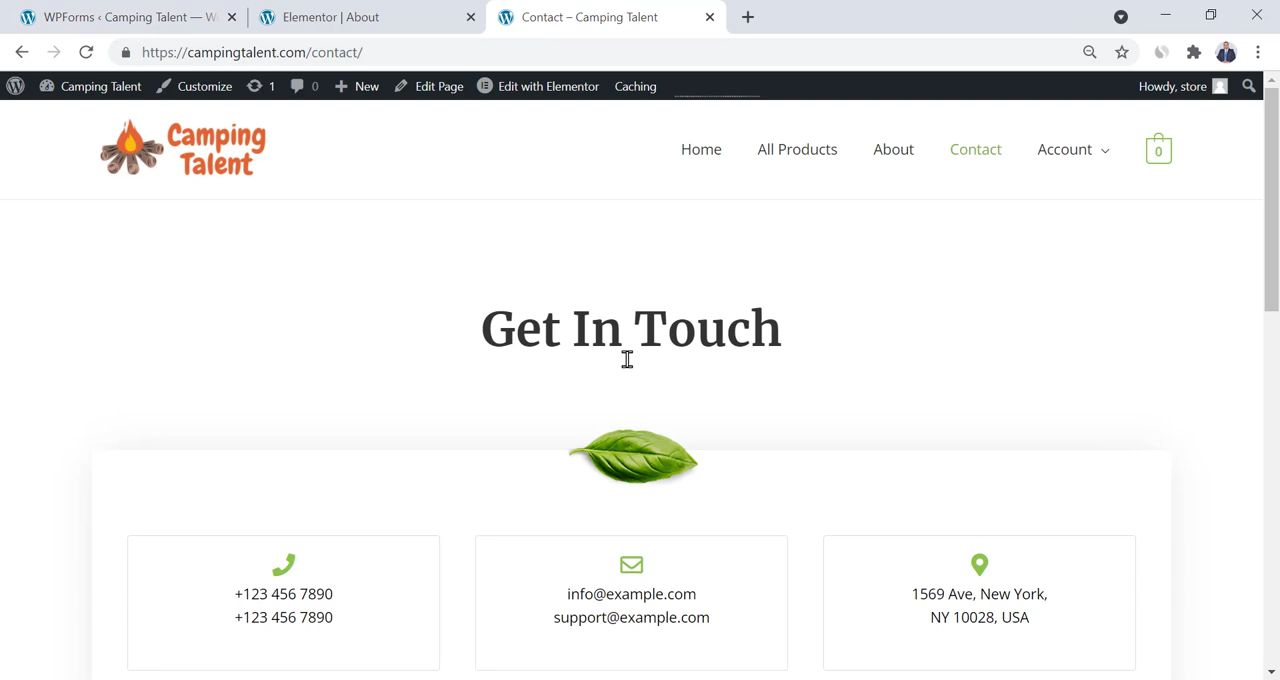 WPForms ‹ Camping Talent — W
Elementor | About
Contact – Camping Talent
https://campingtalent.com/contact/
Camping Talent
Customize
1
0
New
Edit Page
Edit with Elementor
Caching
Howdy, store
Camping
Talent
Home
All Products
About
Contact
Account
0
Get In Touch
+123 456 7890
+123 456 7890
info@example.com
support@example.com
1569 Ave, New York,
NY 10028, USA